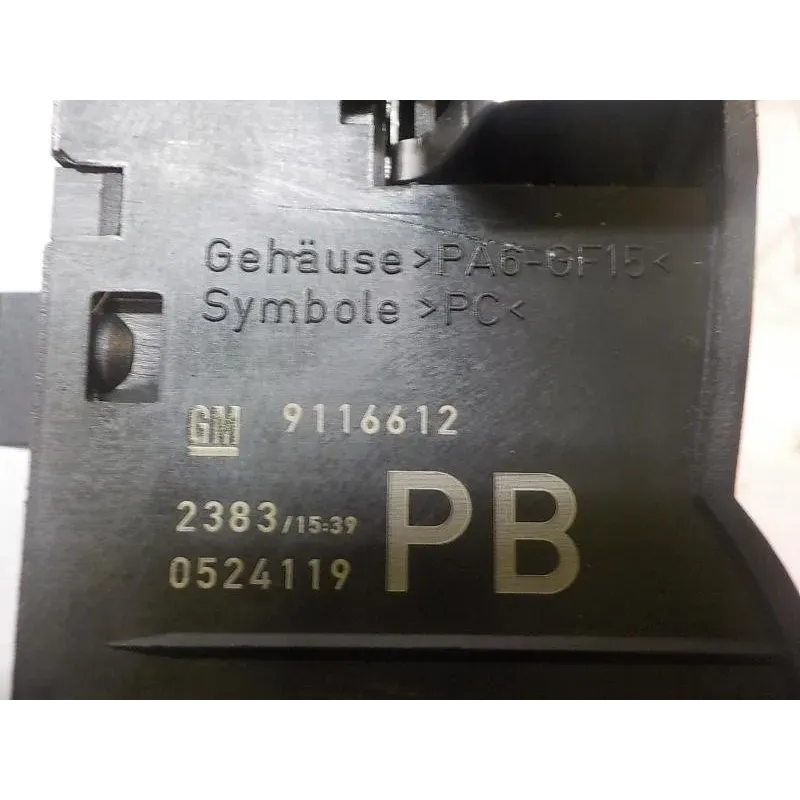 Gehäuse >PA6-GF15<
Symbole >PC<
GM 9116612
2383/15:39 PB
0524119